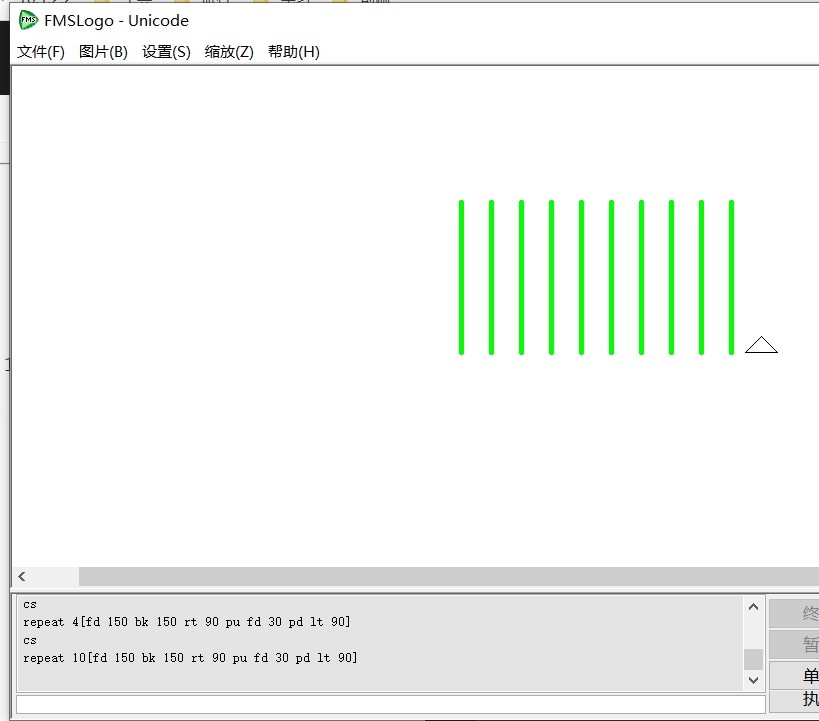 FMSLogo - Unicode
文件(F) 图片(B) 设置(S) 缩放(Z) 帮助(H)
cs
repeat 4[fd 150 bk 150 rt 90 pu fd 30 pd lt 90]
cs
repeat 10[fd 150 bk 150 rt 90 pu fd 30 pd lt 90]
终
暂
单
执